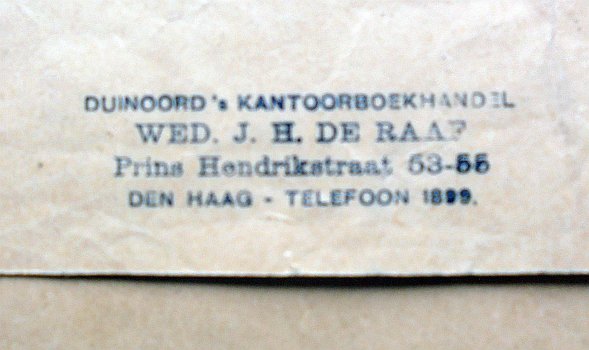 DUINOORD's KANTOORBOEKHANDEL
WED. J. H. DE RAAF
Prins Hendrikstraat 53-55
DEN HAAG - TELEFOON 1899.